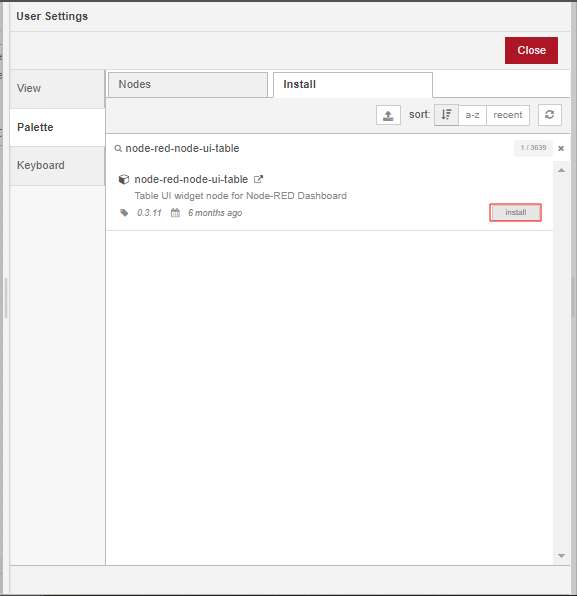 User Settings
Close
View
Palette
Keyboard
Nodes
Install
sort:
a-z
recent
node-red-node-ui-table
1 / 3639
node-red-node-ui-table
Table UI widget node for Node-RED Dashboard
0.3.11
6 months ago
install